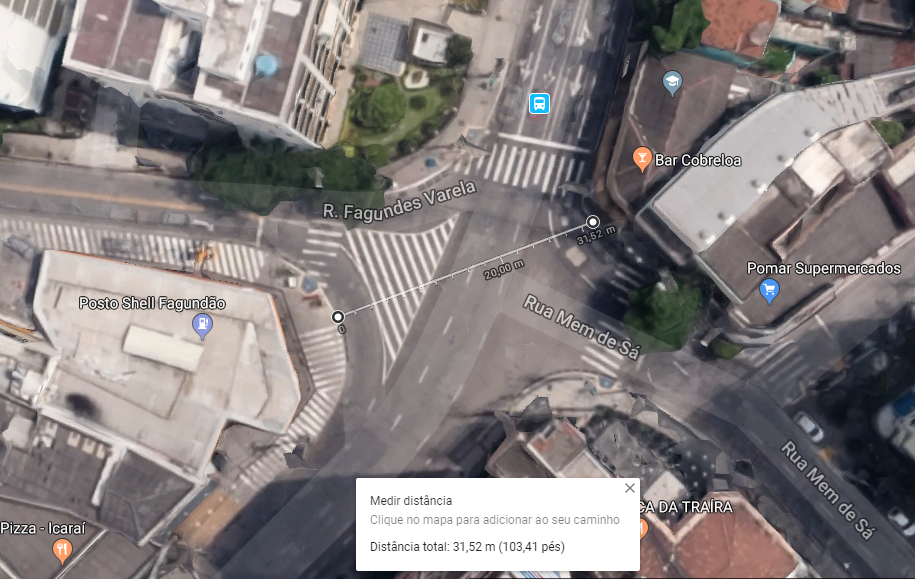 Bar Cobreloa
R. Fagundes Varela
31,52 m
20,00 m
0
Pomar Supermercados
Posto Shell Fagundão
Rua Mem de Sá
Rua Mem de Sá
Pizza - Icaraí
CA DA TRAÍRA
Medir distância
Clique no mapa para adicionar ao seu caminho
Distância total: 31,52 m (103,41 pés)